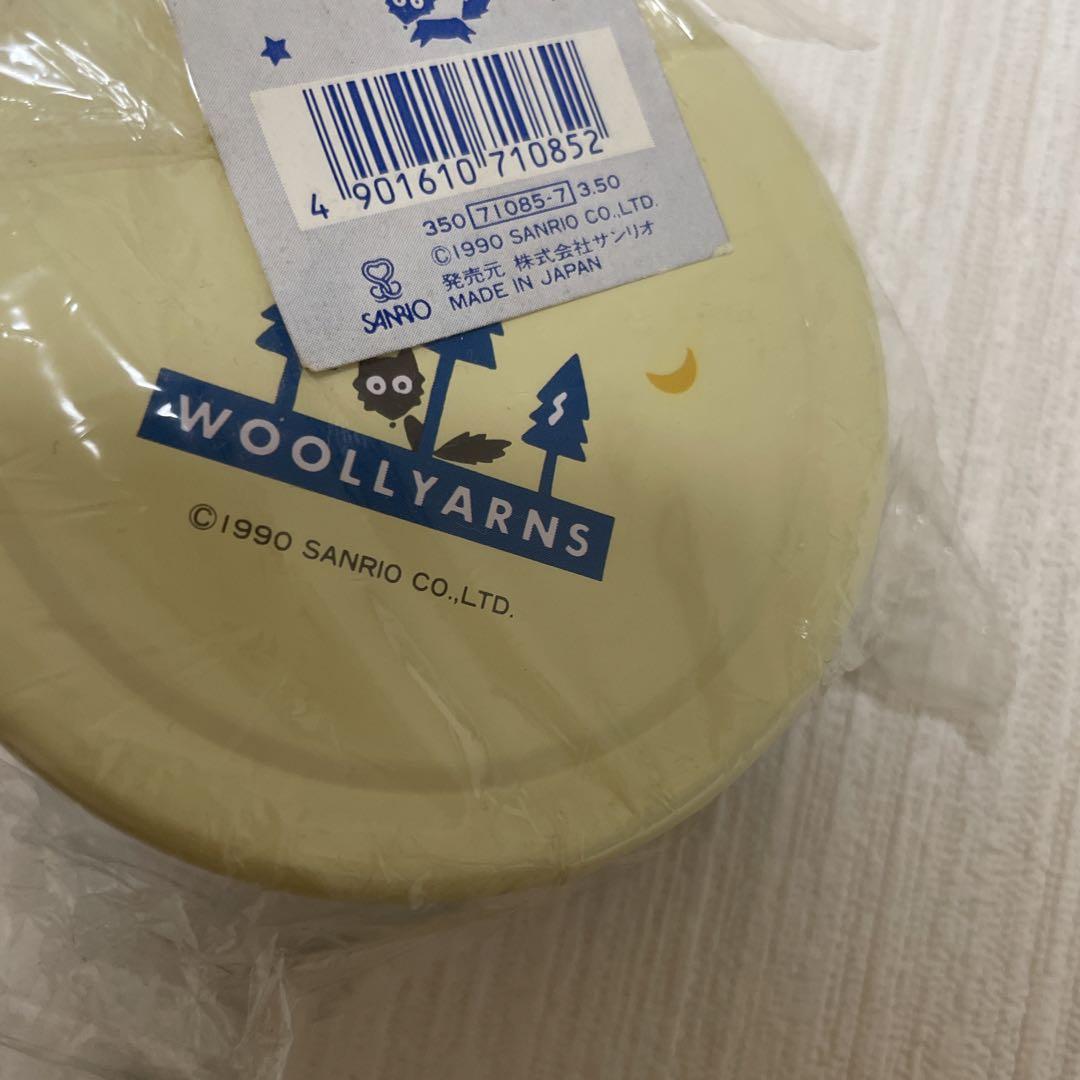 4 901610 710852
350 71085-7 3.50
©1990 SANRIO CO.,LTD.
発売元 株式会社サンリオ
MADE IN JAPAN
SANRIO
WOOLLYARNS
S
©1990 SANRIO CO.,LTD.